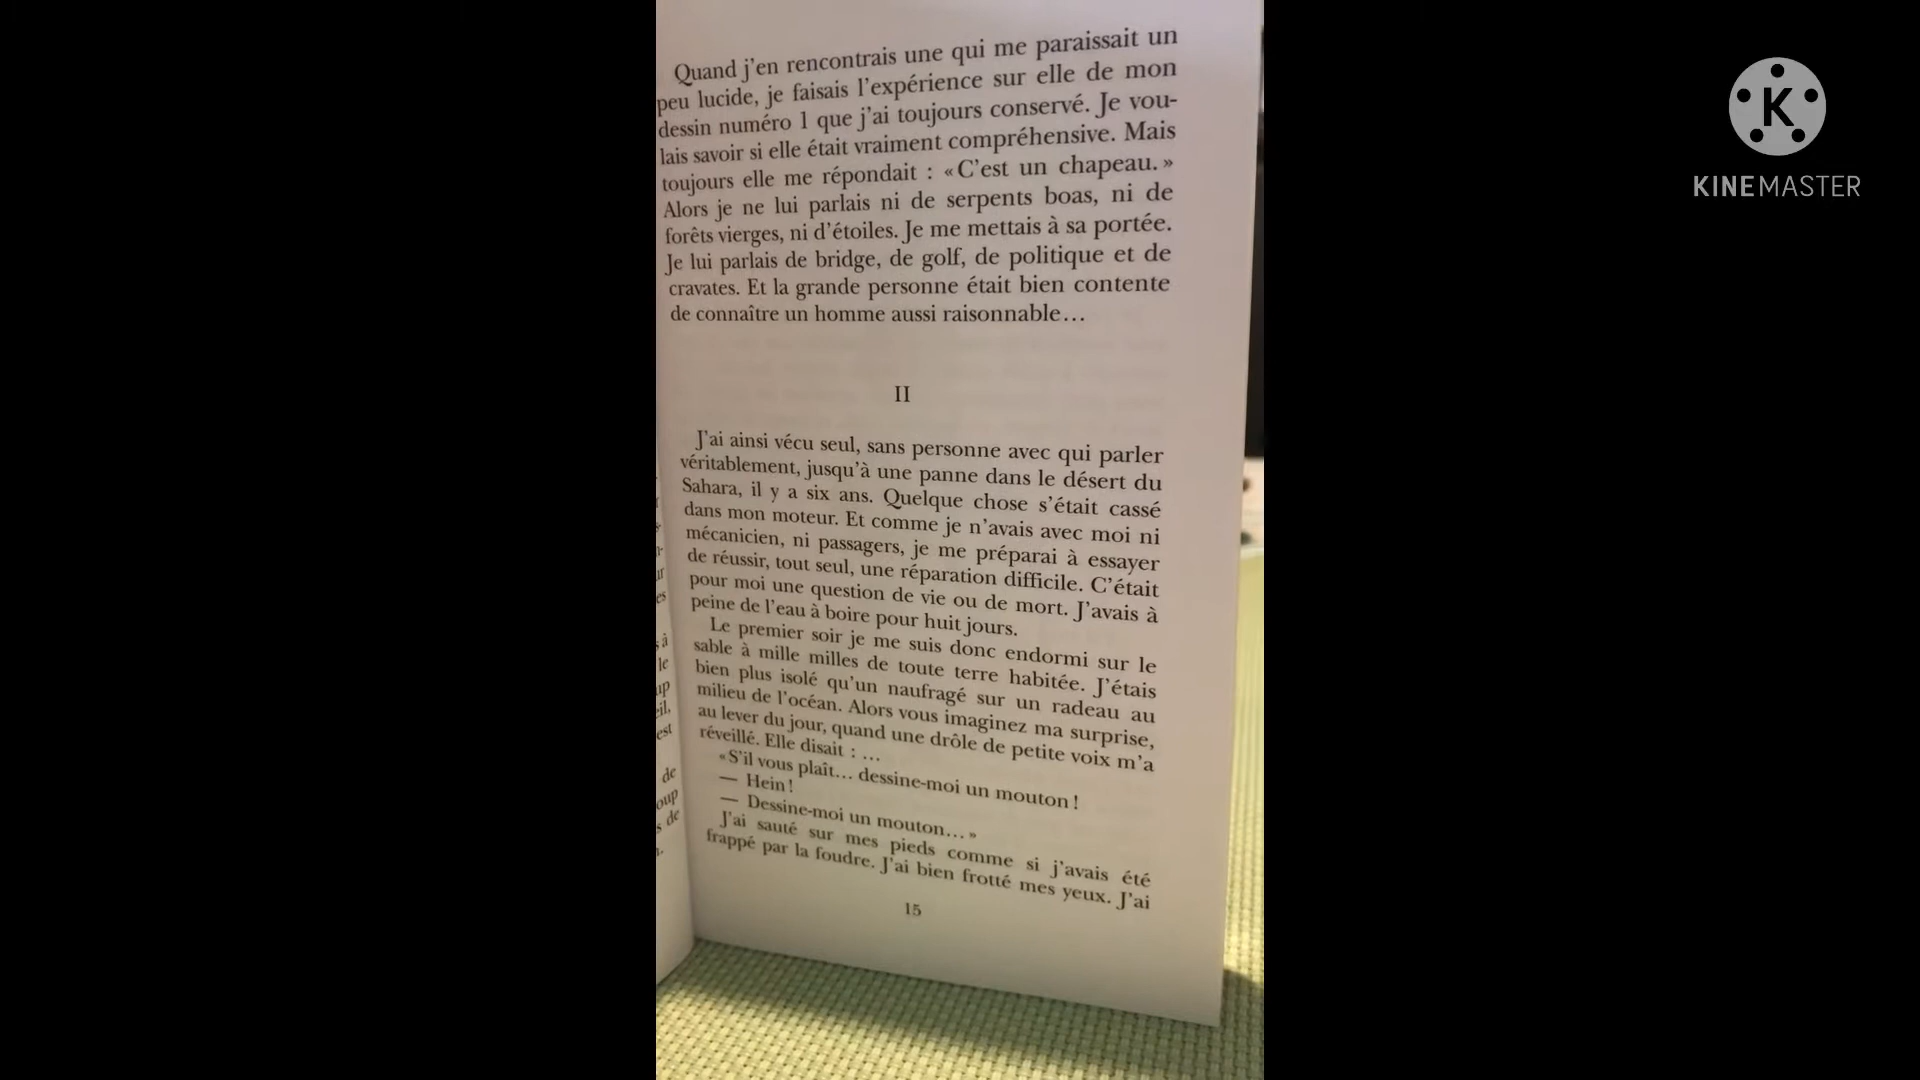 Quand j'en rencontrais une qui me paraissait un
peu lucide, je faisais l'expérience sur elle de mon
dessin numéro 1 que j'ai toujours conservé. Je vou-
lais savoir si elle était vraiment compréhensive. Mais
toujours elle me répondait : «C'est un chapeau.»
Alors je ne lui parlais ni de serpents boas, ni de
forêts vierges, ni d'étoiles. Je me mettais à sa portée.
Je lui parlais de bridge, de golf, de politique et de
cravates. Et la grande personne était bien contente
de connaître un homme aussi raisonnable…
II
J'ai ainsi vécu seul, sans personne avec qui parler
véritablement, jusqu'à une panne dans le désert du
Sahara, il y a six ans. Quelque chose s'était cassé
dans mon moteur. Et comme je n'avais avec moi ni
mécanicien, ni passagers, je me préparai à essayer
de réussir, tout seul, une réparation difficile. C'était
pour moi une question de vie ou de mort. J'avais à
peine de l'eau à boire pour huit jours.
Le premier soir je me suis donc endormi sur le
sable à mille milles de toute terre habitée. J'étais
bien plus isolé qu'un naufragé sur un radeau au
milieu de l'océan. Alors vous imaginez ma surprise,
au lever du jour, quand une drôle de petite voix m'a
réveillé. Elle disait : …
«S'il vous plaît… dessine-moi un mouton !
— Hein !
— Dessine-moi un mouton…»
J'ai sauté sur mes pieds comme si j'avais été
frappé par la foudre. J'ai bien frotté mes yeux. J'ai
15
K
KINEMASTER